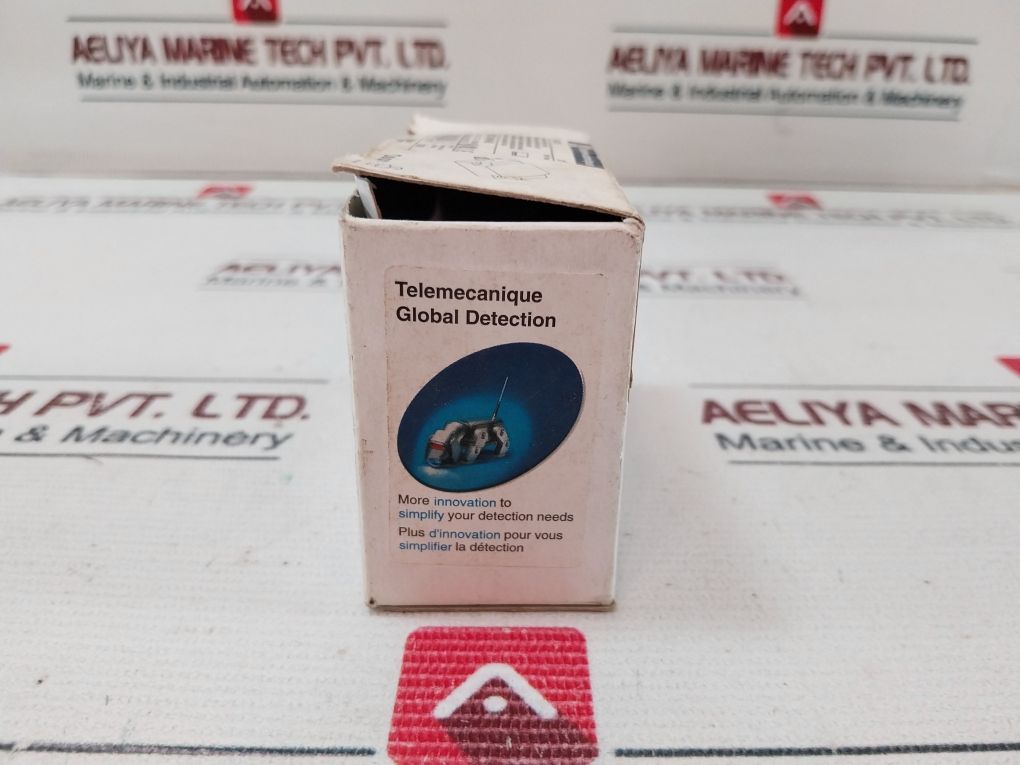 AELIYA MARINE TECH PVT. LTD.
Marine & Industrial Automation & Machinery
AELIYA MARINE TECH PVT. LTD.
Marine & Industrial Automation & Machinery
Telemecanique
Global Detection
More innovation to
simplify your detection needs
Plus d'innovation pour vous
simplifier la détection
CH PVT. LTD.
& Machinery
AELIYA MAR
Marine & Indus